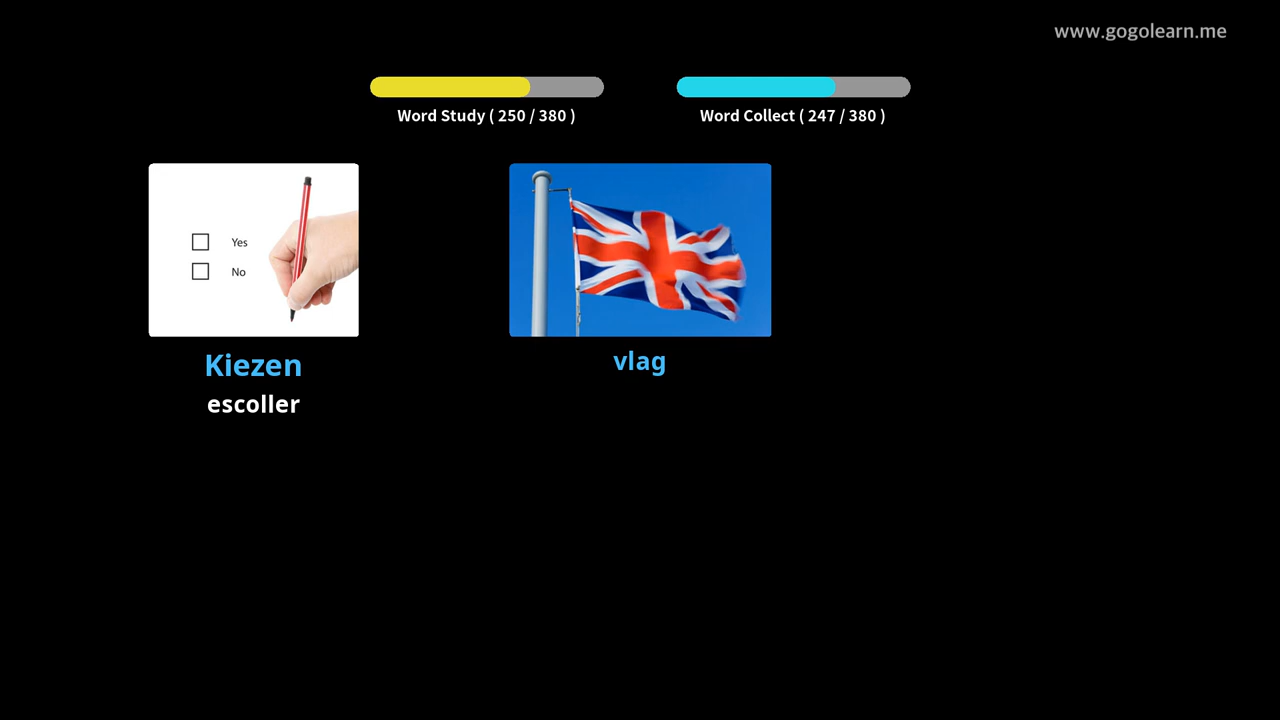 www.gogolearn.me
Word Study ( 250 / 380 )
Word Collect ( 247 / 380 )
Yes
No
Kiezen
escoller
vlag